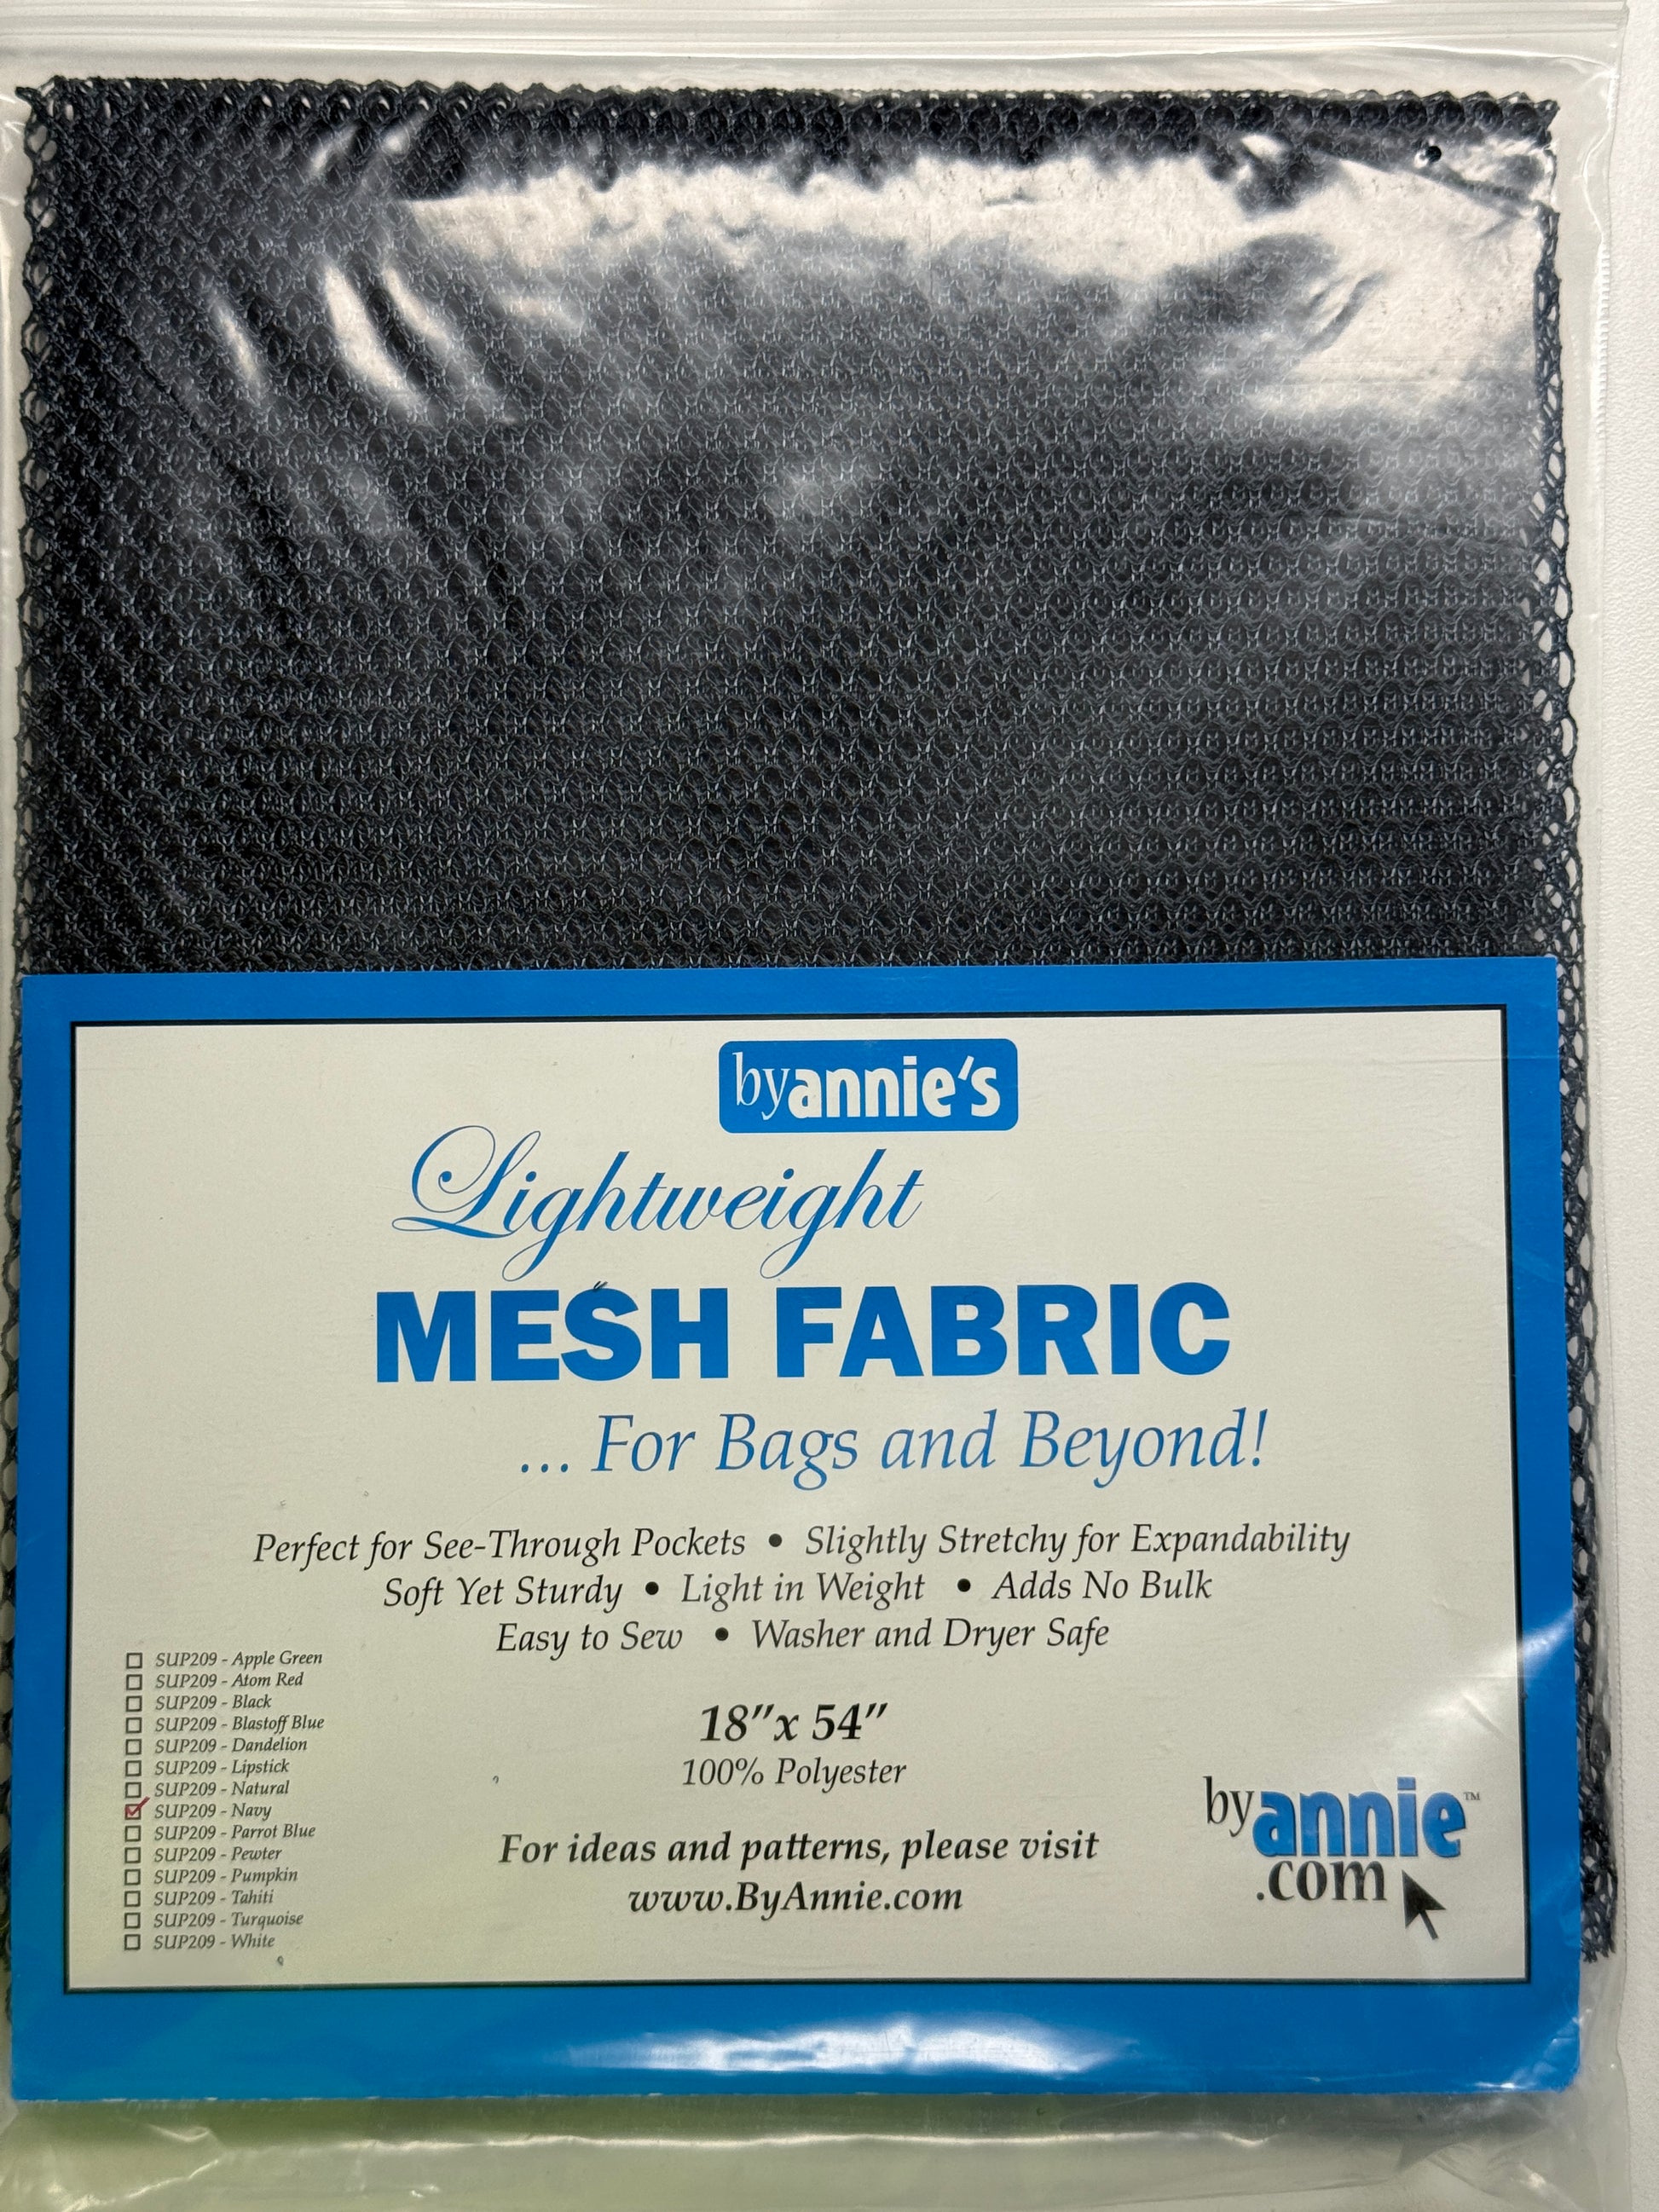 byannie's
Lightweight
MESH FABRIC
... For Bags and Beyond!
Perfect for See-Through Pockets • Slightly Stretchy for Expandability
Soft Yet Sturdy • Light in Weight • Adds No Bulk
Easy to Sew • Washer and Dryer Safe
☐ SUP209 - Apple Green
☐ SUP209 - Atom Red
☐ SUP209 - Black
☐ SUP209 - Blastoff Blue
☐ SUP209 - Dandelion
☐ SUP209 - Lipstick
☐ SUP209 - Natural
☑ SUP209 - Navy
☐ SUP209 - Parrot Blue
☐ SUP209 - Pewter
☐ SUP209 - Pumpkin
☐ SUP209 - Tahiti
☐ SUP209 - Turquoise
☐ SUP209 - White
18" x 54"
100% Polyester
For ideas and patterns, please visit
www.ByAnnie.com
byannie™
.com